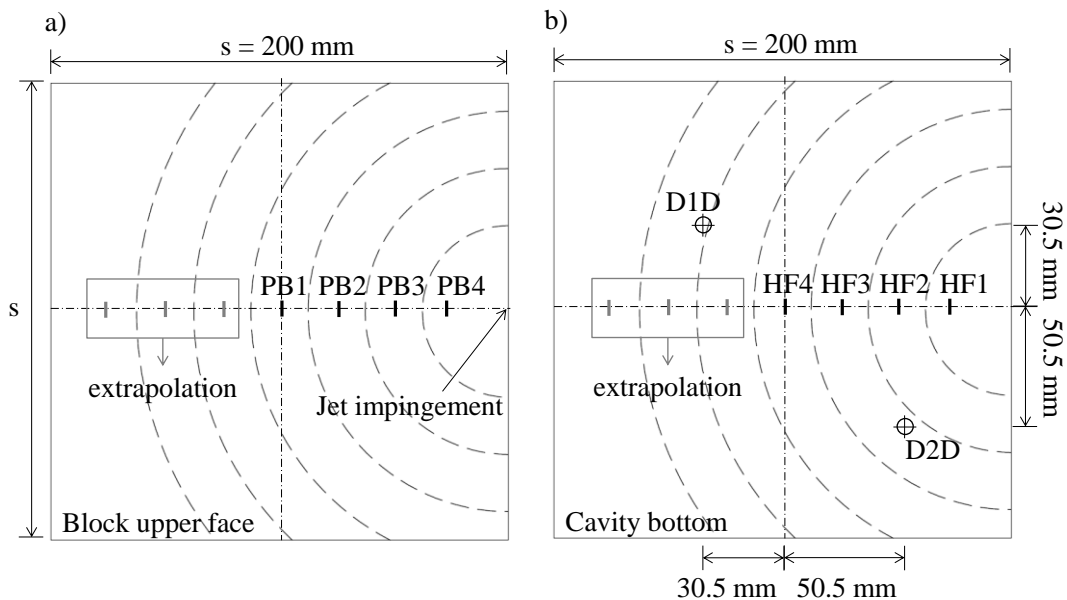 a)
s = 200 mm
s
PB1 PB2 PB3 PB4
extrapolation
Jet impingement
Block upper face
b)
s = 200 mm
D1D
30.5 mm
HF4 HF3 HF2 HF1
extrapolation
50.5 mm
D2D
Cavity bottom
30.5 mm 50.5 mm